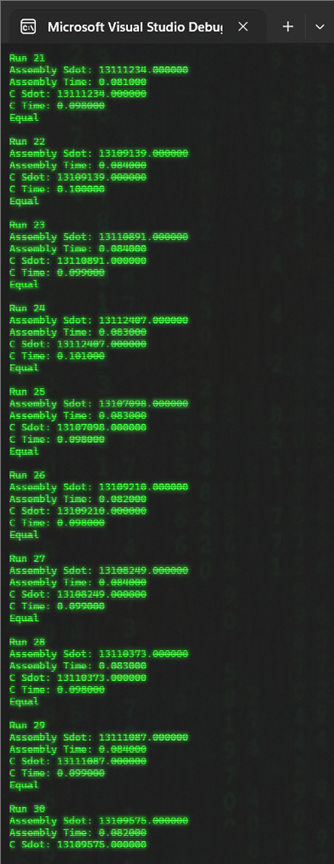 Microsoft Visual Studio Debug
Run 21
Assembly Sdot: 13111234.000000
Assembly Time: 0.081000
C Sdot: 13111234.000000
C Time: 0.098000
Equal
Run 22
Assembly Sdot: 13109139.000000
Assembly Time: 0.084000
C Sdot: 13109139.000000
C Time: 0.100000
Equal
Run 23
Assembly Sdot: 13110891.000000
Assembly Time: 0.084000
C Sdot: 13110891.000000
C Time: 0.099000
Equal
Run 24
Assembly Sdot: 13112407.000000
Assembly Time: 0.083000
C Sdot: 13112407.000000
C Time: 0.101000
Equal
Run 25
Assembly Sdot: 13107098.000000
Assembly Time: 0.083000
C Sdot: 13107098.000000
C Time: 0.098000
Equal
Run 26
Assembly Sdot: 13109210.000000
Assembly Time: 0.082000
C Sdot: 13109210.000000
C Time: 0.098000
Equal
Run 27
Assembly Sdot: 13108249.000000
Assembly Time: 0.084000
C Sdot: 13108249.000000
C Time: 0.099000
Equal
Run 28
Assembly Sdot: 13110373.000000
Assembly Time: 0.083000
C Sdot: 13110373.000000
C Time: 0.098000
Equal
Run 29
Assembly Sdot: 13111087.000000
Assembly Time: 0.084000
C Sdot: 13111087.000000
C Time: 0.099000
Equal
Run 30
Assembly Sdot: 13109575.000000
Assembly Time: 0.082000
C Sdot: 13109575.000000